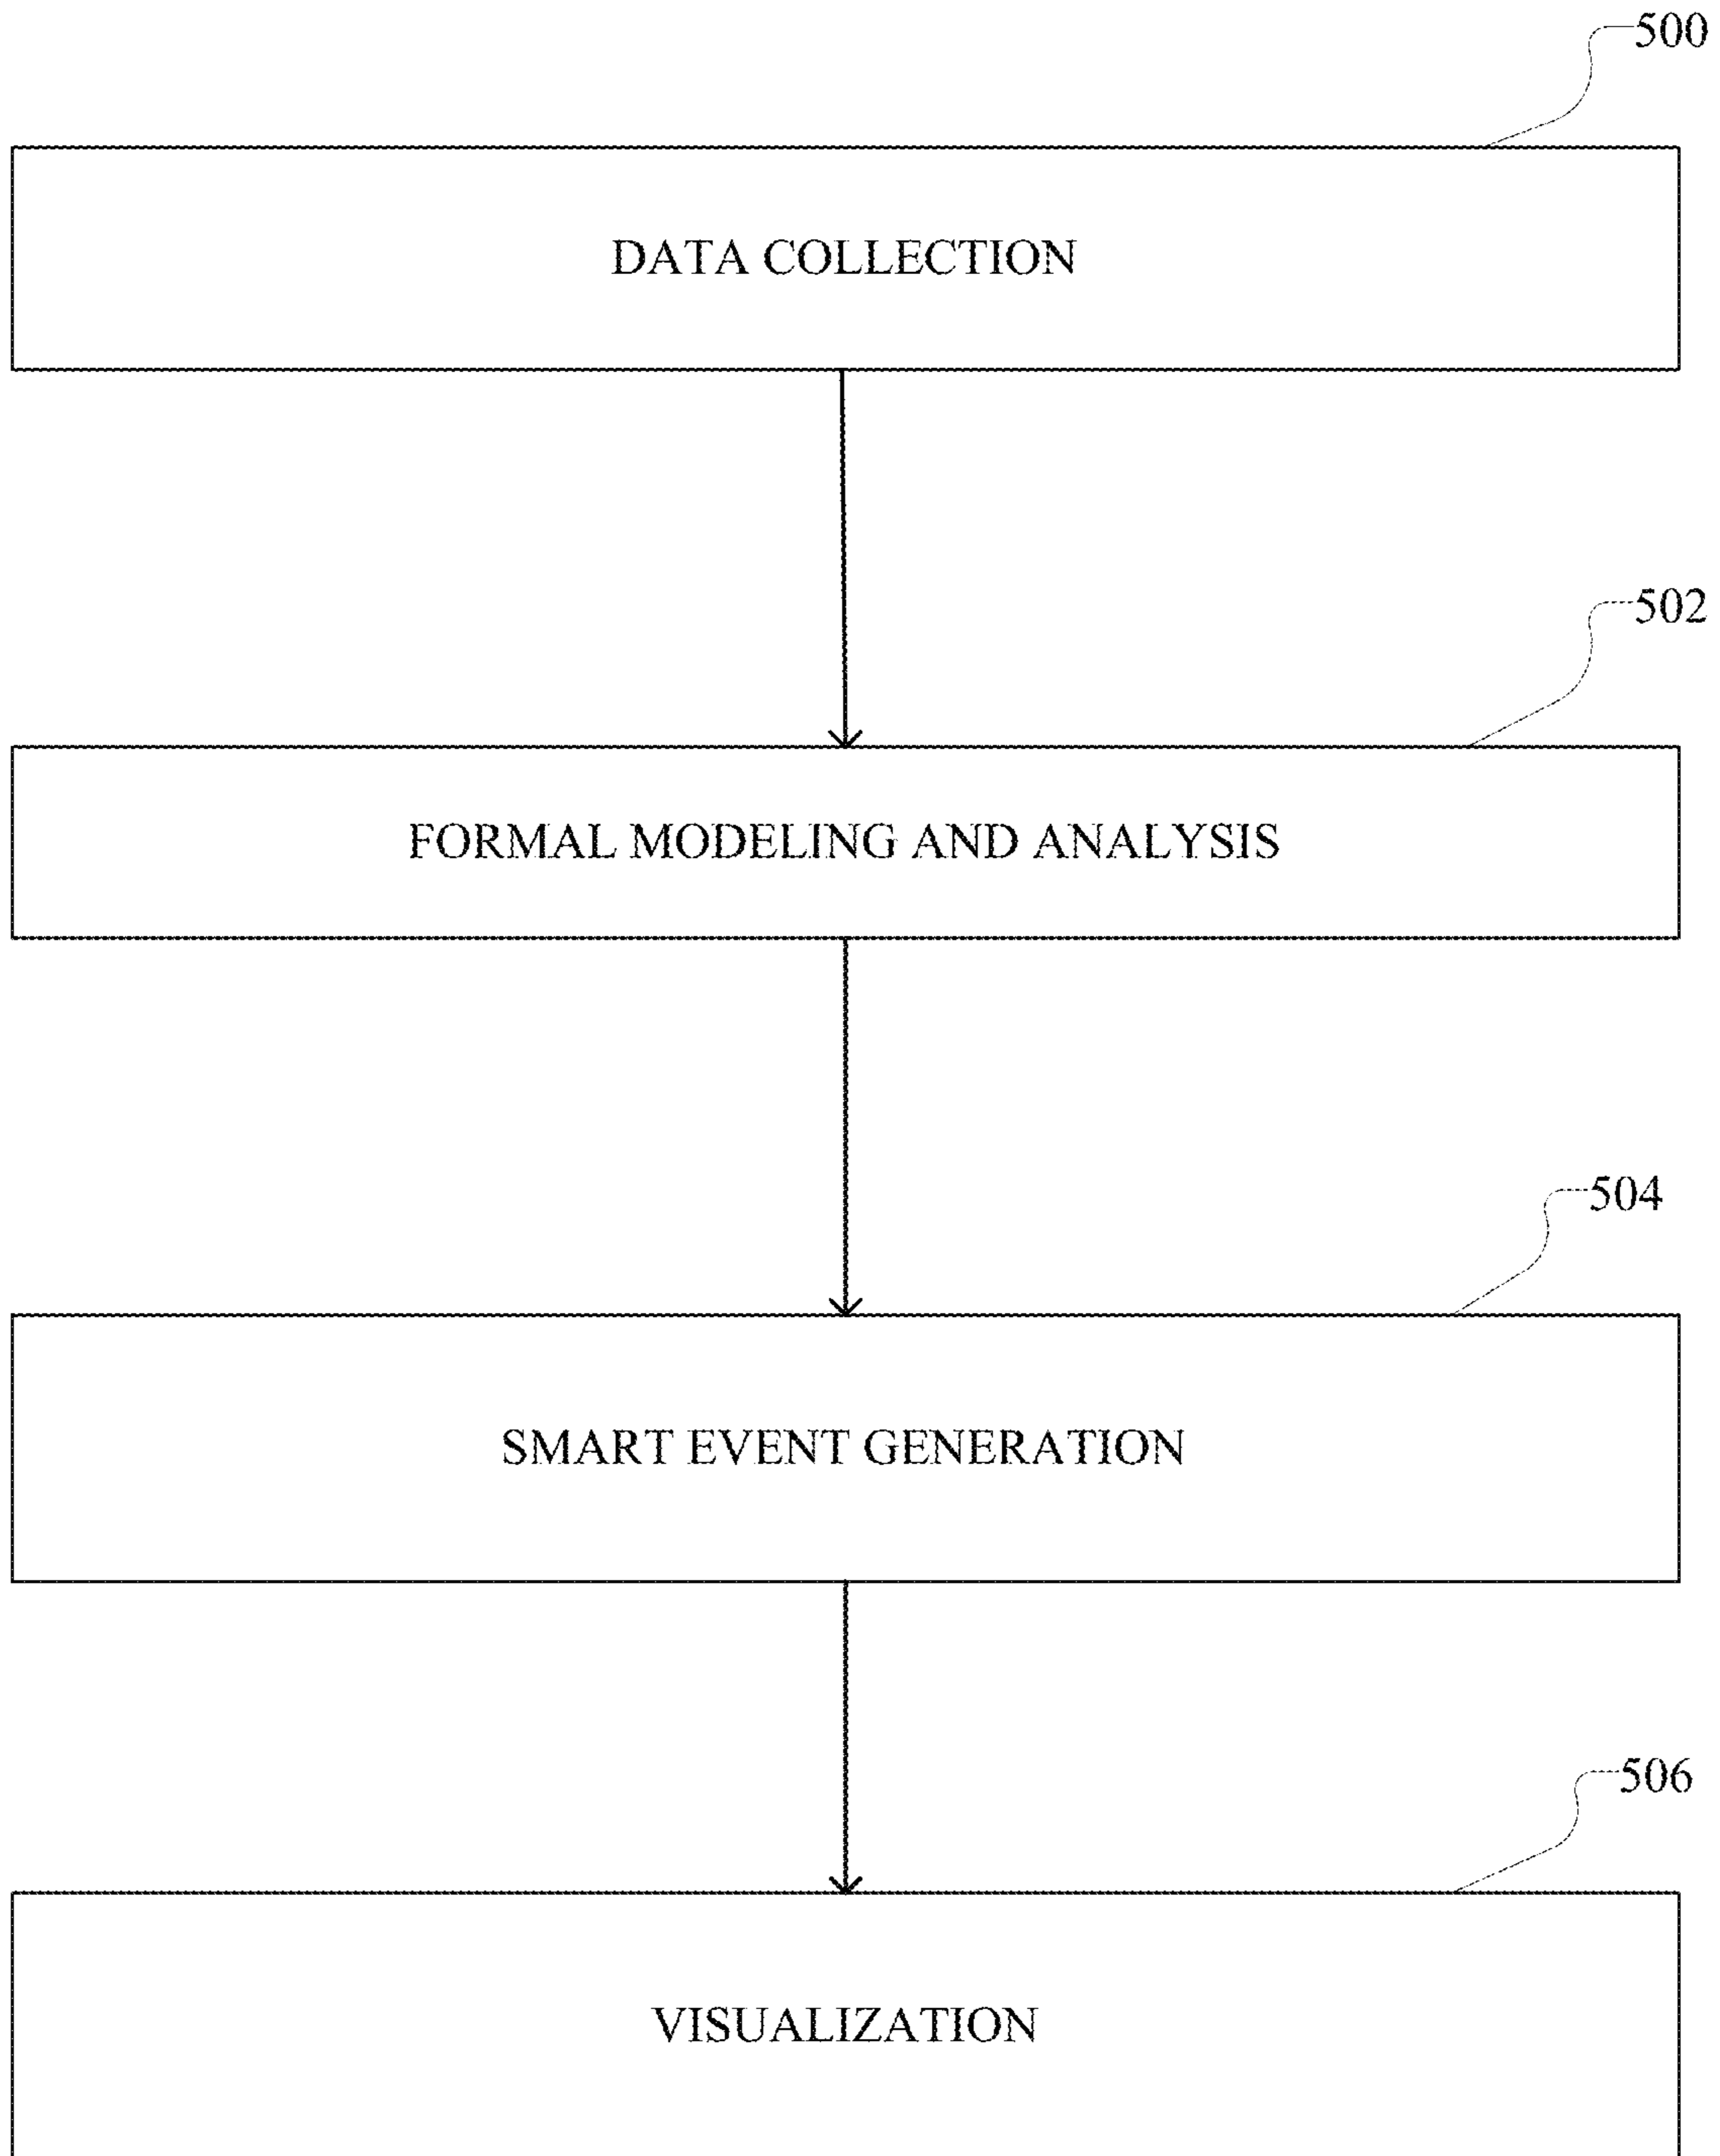 500
DATA COLLECTION
502
FORMAL MODELING AND ANALYSIS
504
SMART EVENT GENERATION
506
VISUALIZATION